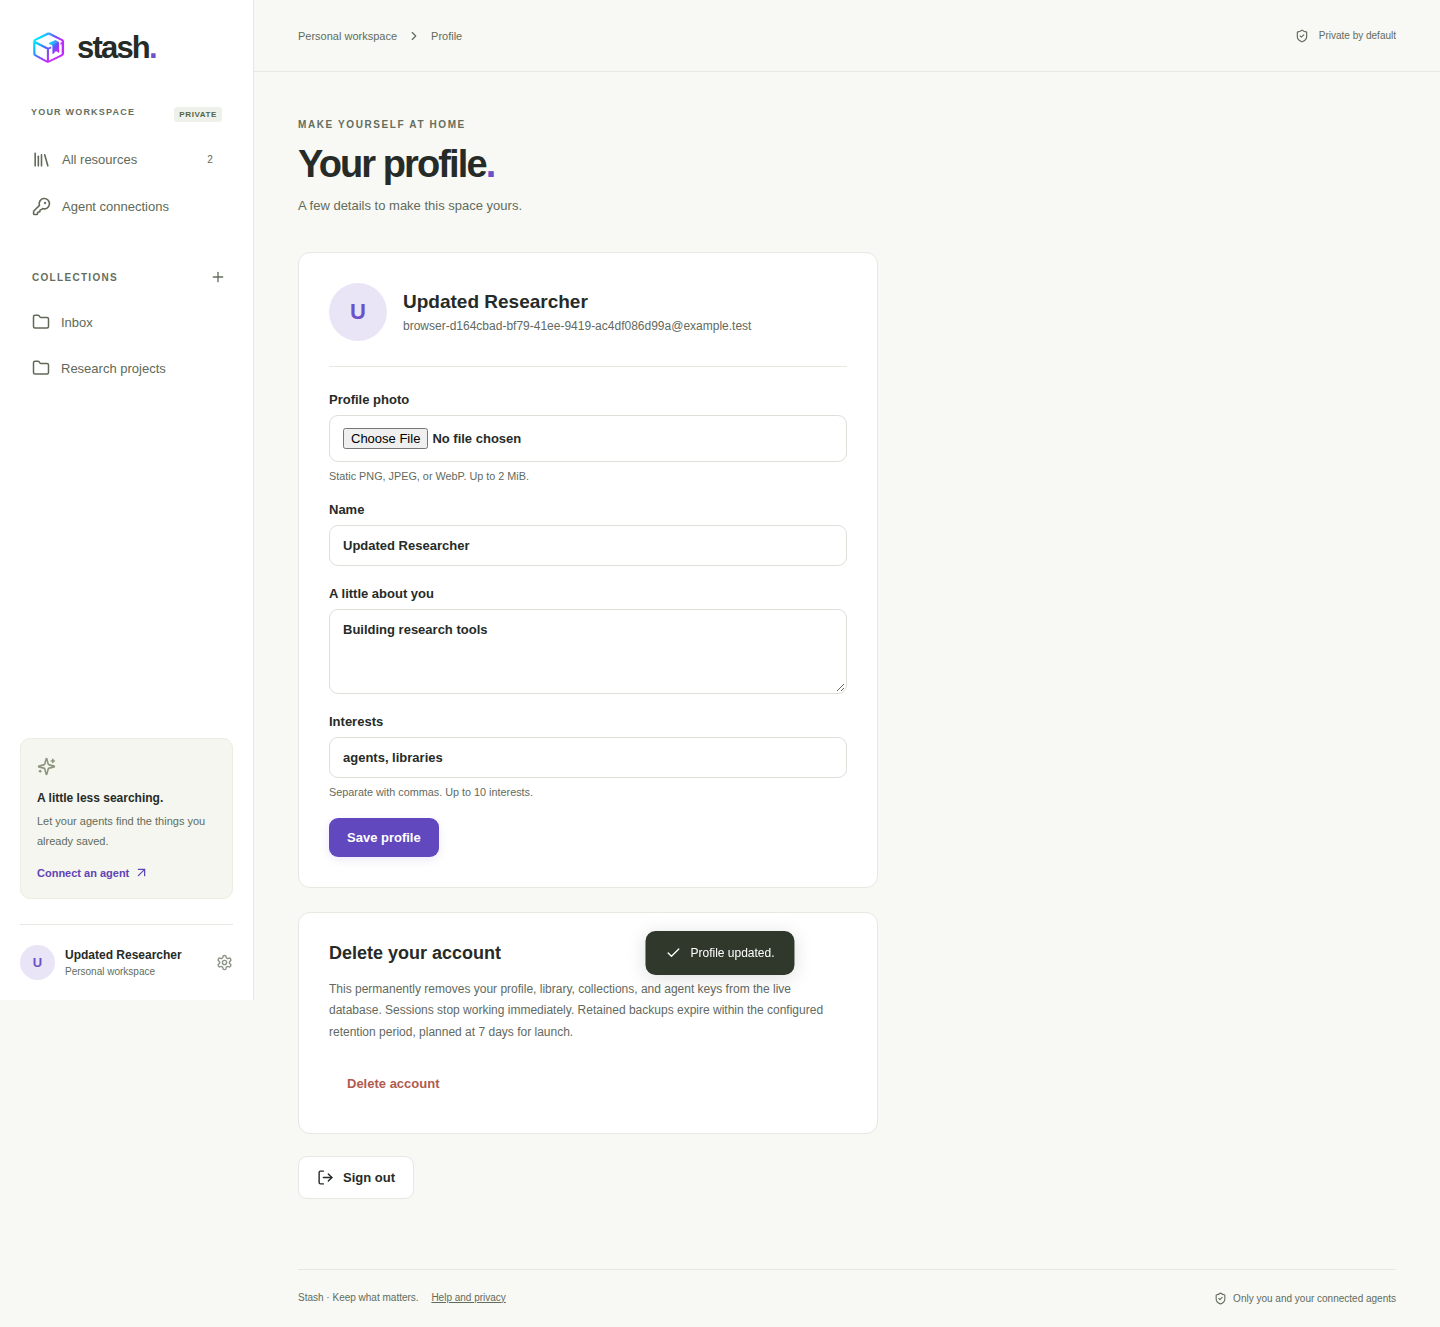 stash.
YOUR WORKSPACE
PRIVATE
All resources
2
Agent connections
COLLECTIONS
Inbox
Research projects
A little less searching.
Let your agents find the things you
already saved.
Connect an agent
U
Updated Researcher
Personal workspace
Personal workspace
Profile
Private by default
MAKE YOURSELF AT HOME
Your profile.
A few details to make this space yours.
U
Updated Researcher
browser-d164cbad-bf79-41ee-9419-ac4df086d99a@example.test
Profile photo
Choose File No file chosen
Static PNG, JPEG, or WebP. Up to 2 MiB.
Name
Updated Researcher
A little about you
Building research tools
Interests
agents, libraries
Separate with commas. Up to 10 interests.
Save profile
Delete your account
Profile updated.
This permanently removes your profile, library, collections, and agent keys from the live
database. Sessions stop working immediately. Retained backups expire within the configured
retention period, planned at 7 days for launch.
Delete account
Sign out
Stash · Keep what matters.
Help and privacy
Only you and your connected agents